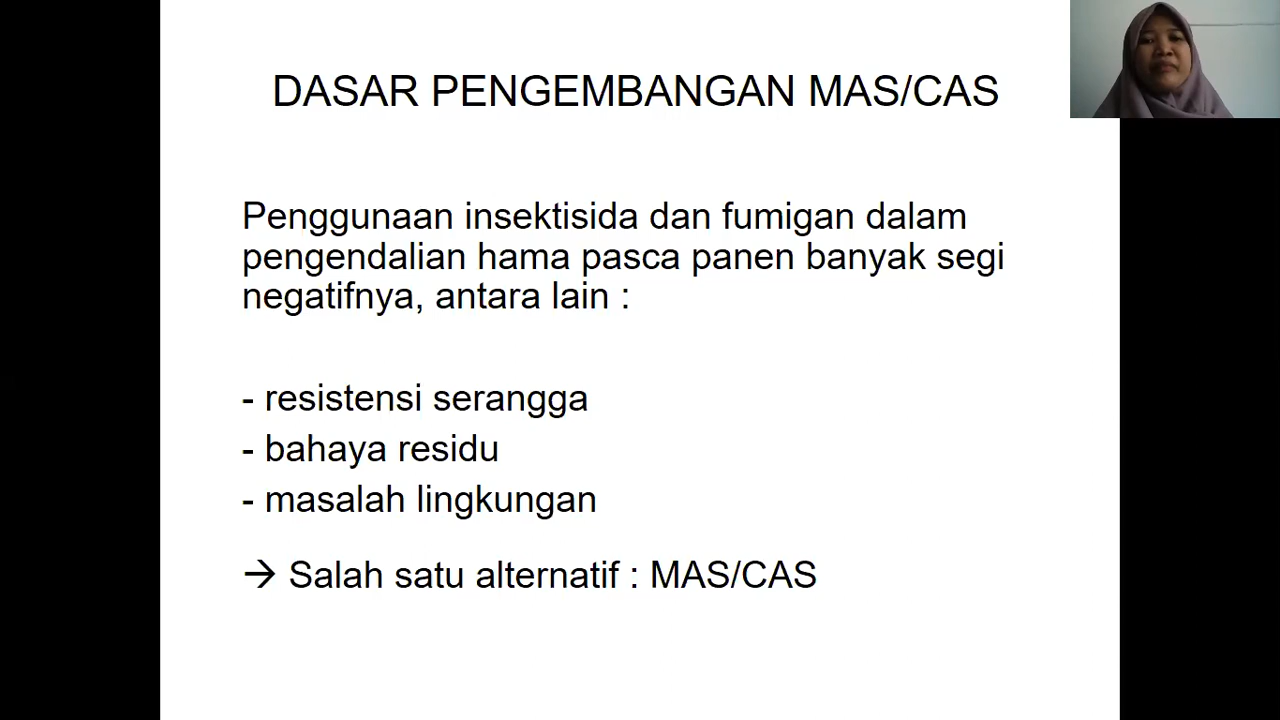 DASAR PENGEMBANGAN MAS/CAS
Penggunaan insektisida dan fumigan dalam
pengendalian hama pasca panen banyak segi
negatifnya, antara lain :
- resistensi serangga
- bahaya residu
- masalah lingkungan
→ Salah satu alternatif : MAS/CAS